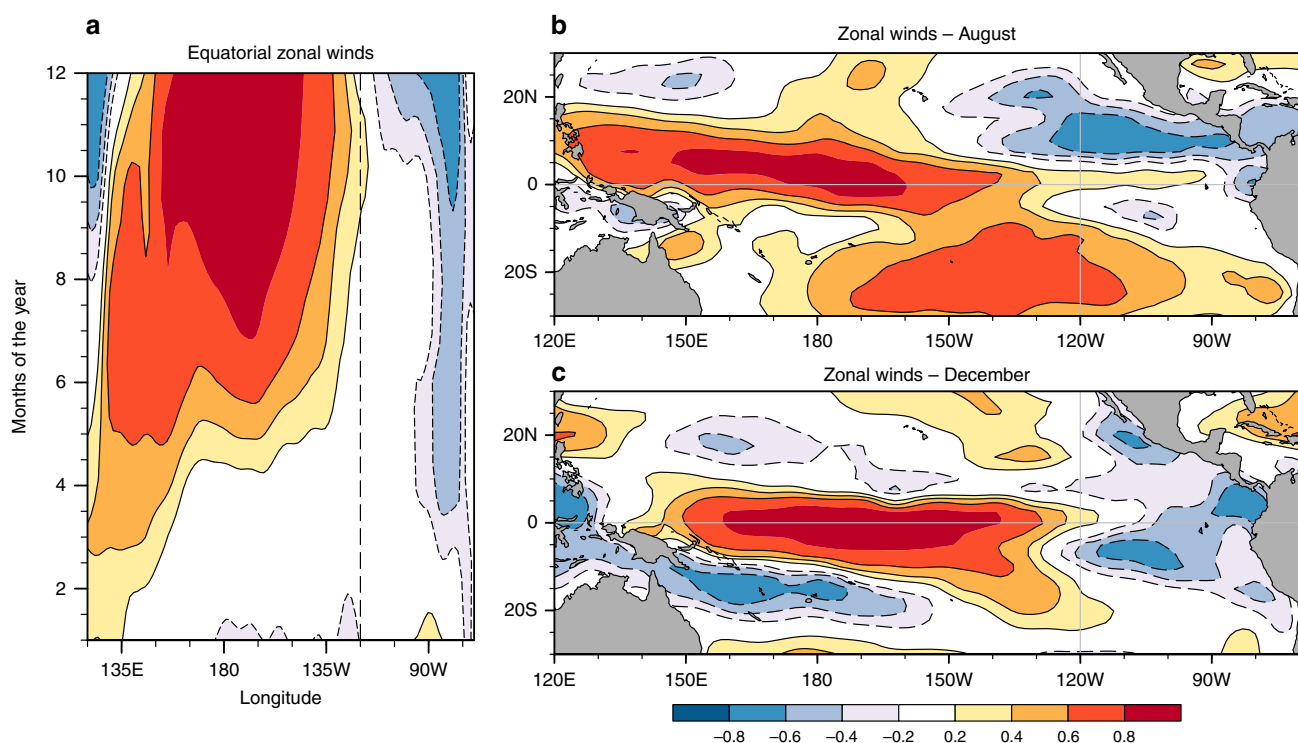 a
Equatorial zonal winds
12
10
8
6
4
2
Months of the year
135E 180 135W 90W
Longitude
b
Zonal winds – August
20N
0
20S
120E 150E 180 150W 120W 90W
c
Zonal winds – December
20N
0
20S
120E 150E 180 150W 120W 90W
–0.8 –0.6 –0.4 –0.2 0.2 0.4 0.6 0.8